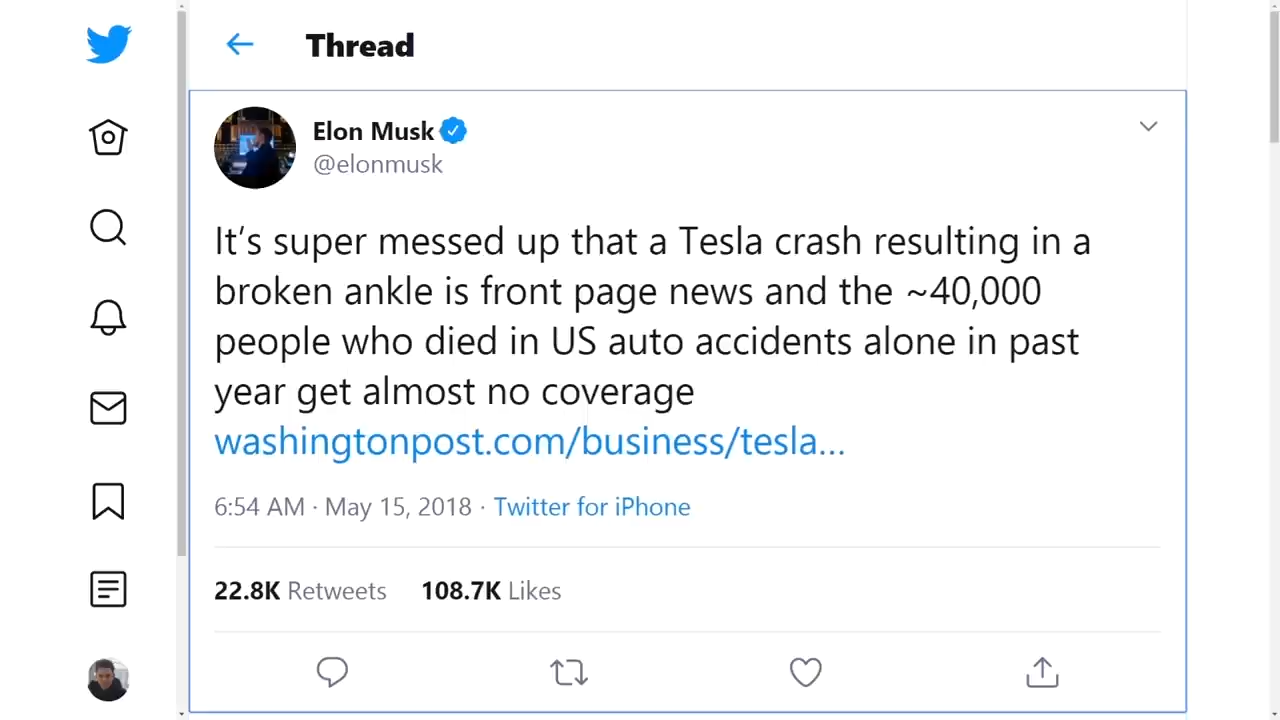 Thread
Elon Musk
@elonmusk
It’s super messed up that a Tesla crash resulting in a
broken ankle is front page news and the ~40,000
people who died in US auto accidents alone in past
year get almost no coverage
washingtonpost.com/business/tesla…
6:54 AM · May 15, 2018 · Twitter for iPhone
22.8K Retweets 108.7K Likes